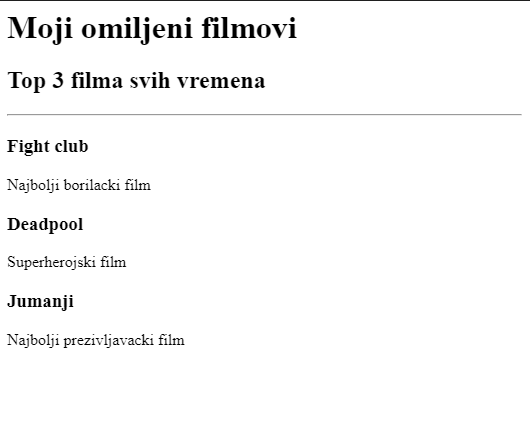 Moji omiljeni filmovi
Top 3 filma svih vremena
Fight club
Najbolji borilacki film
Deadpool
Superherojski film
Jumanji
Najbolji prezivljavacki film